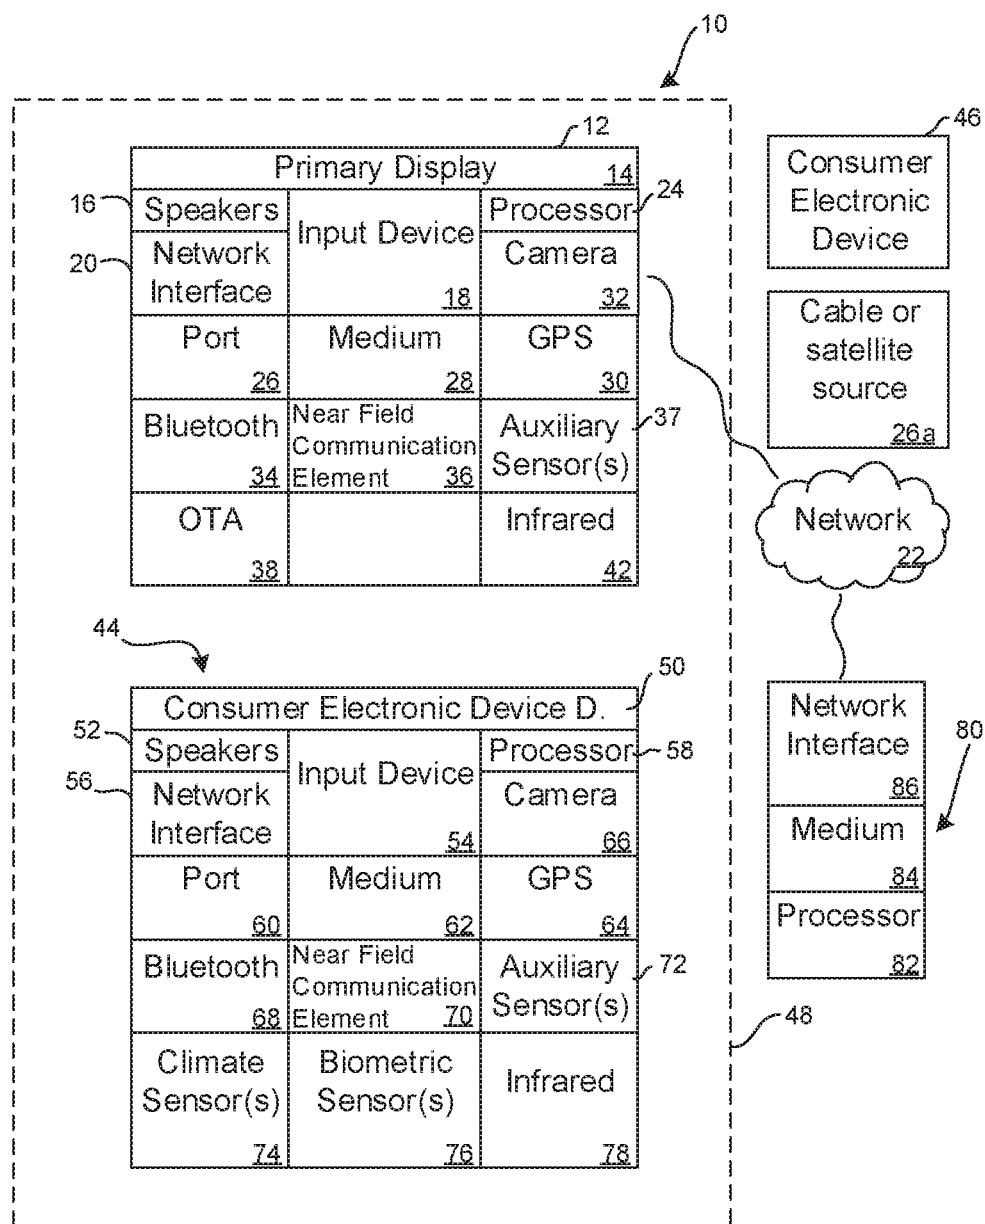 10
12
46
Primary Display
14
Consumer
Electronic
Device
16
Speakers
Input Device
18
Processor
24
20
Network
Interface
Camera
32
Cable or
satellite
source
26a
Port
26
Medium
28
GPS
30
Bluetooth
34
Near Field
Communication
Element
36
Auxiliary
Sensor(s)
37
Network
22
OTA
38
Infrared
42
44
50
Consumer Electronic Device D.
52
Speakers
Input Device
54
Processor
58
56
Network
Interface
Camera
66
Network
Interface
86
80
Port
60
Medium
62
GPS
64
Medium
84
Processor
82
Bluetooth
68
Near Field
Communication
Element
70
Auxiliary
Sensor(s)
72
48
Climate
Sensor(s)
74
Biometric
Sensor(s)
76
Infrared
78